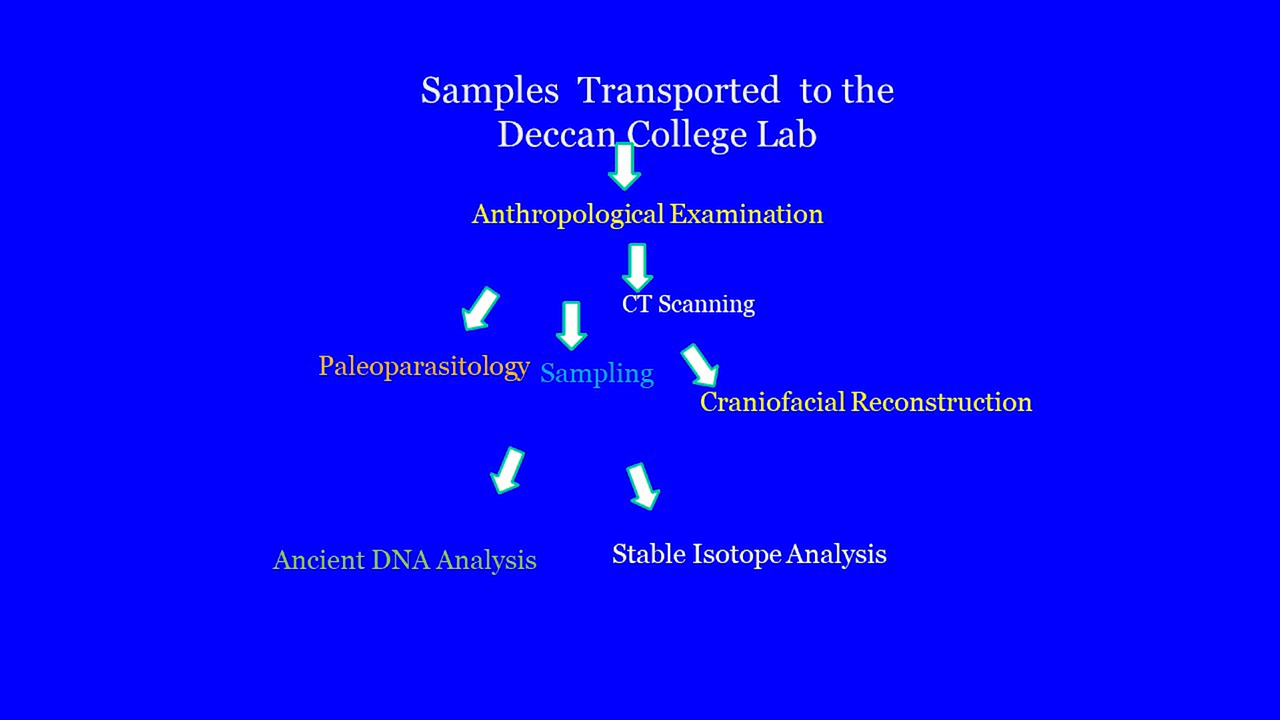 Samples Transported to the
Deccan College Lab
Anthropological Examination
CT Scanning
Paleoparasitology
Sampling
Craniofacial Reconstruction
Ancient DNA Analysis
Stable Isotope Analysis